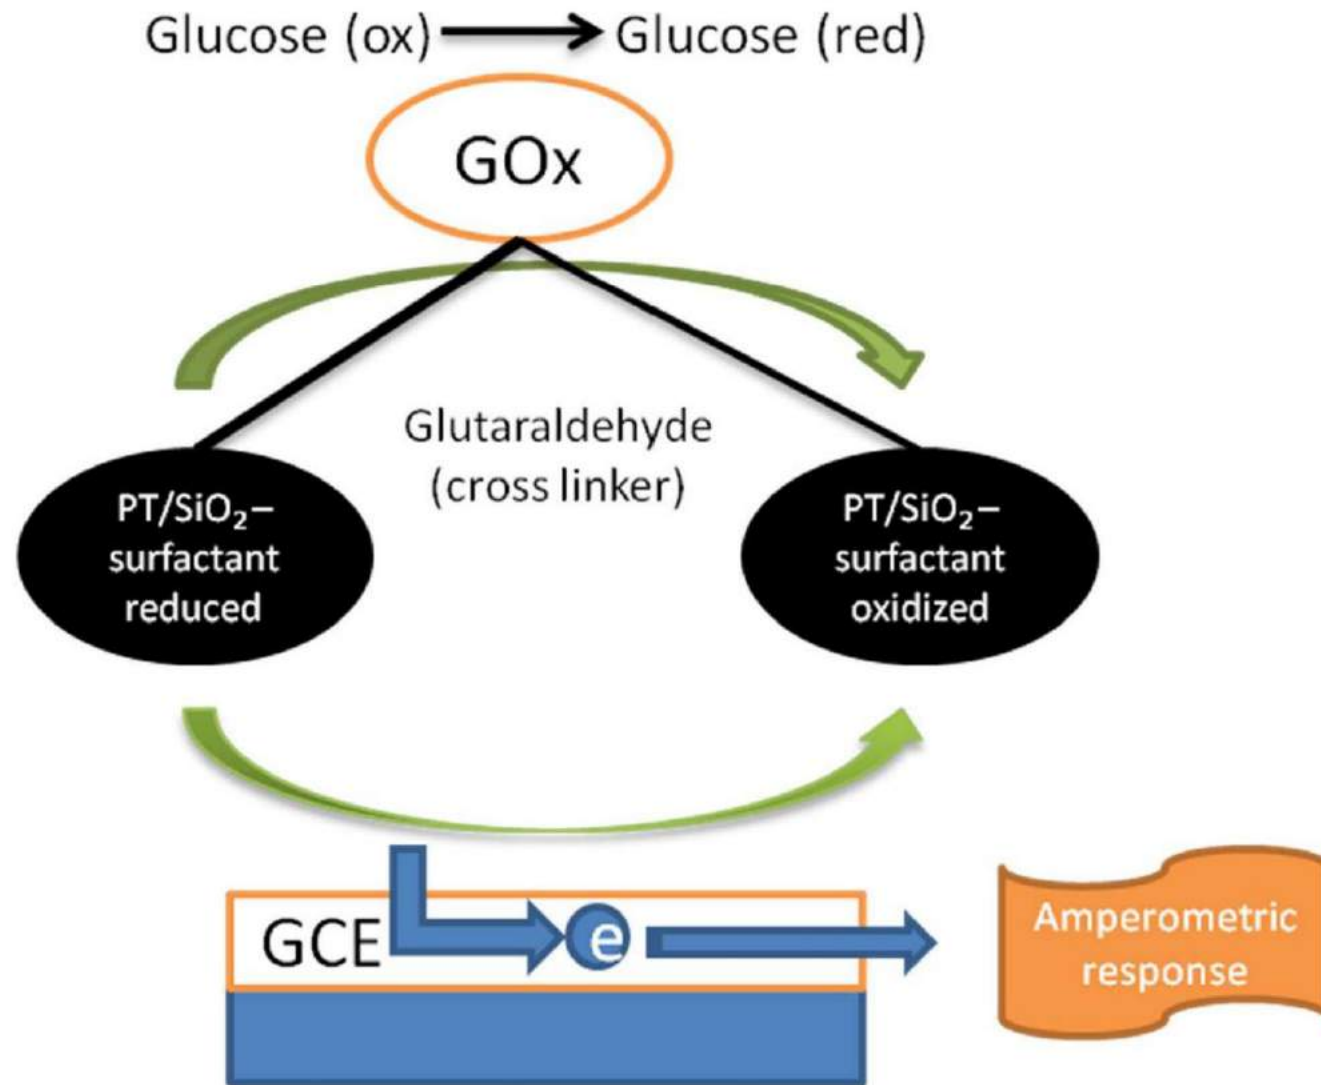 Glucose (ox) Glucose (red)
GOx
Glutaraldehyde
(cross linker)
PT/SiO₂–
surfactant
reduced
PT/SiO₂–
surfactant
oxidized
GCE
e
Amperometric
response